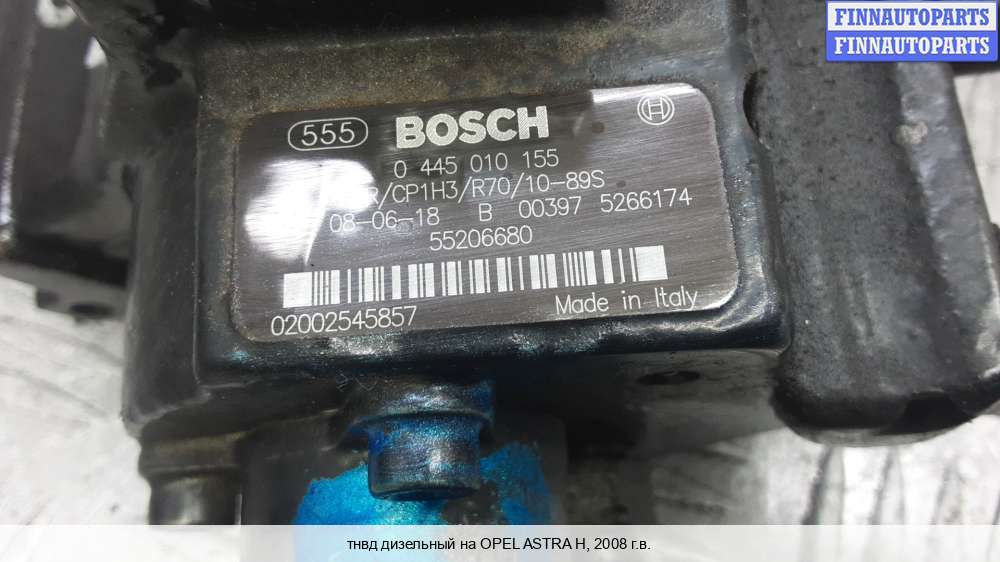 FINNAUTOPARTS
FINNAUTOPARTS
555 BOSCH
0 445 010 155
R/CP1H3/R70/10-89S
08-06-18 B 00397 5266174
55206680
02002545857 Made in Italy
тнвд дизельный на OPEL ASTRA H, 2008 г.в.